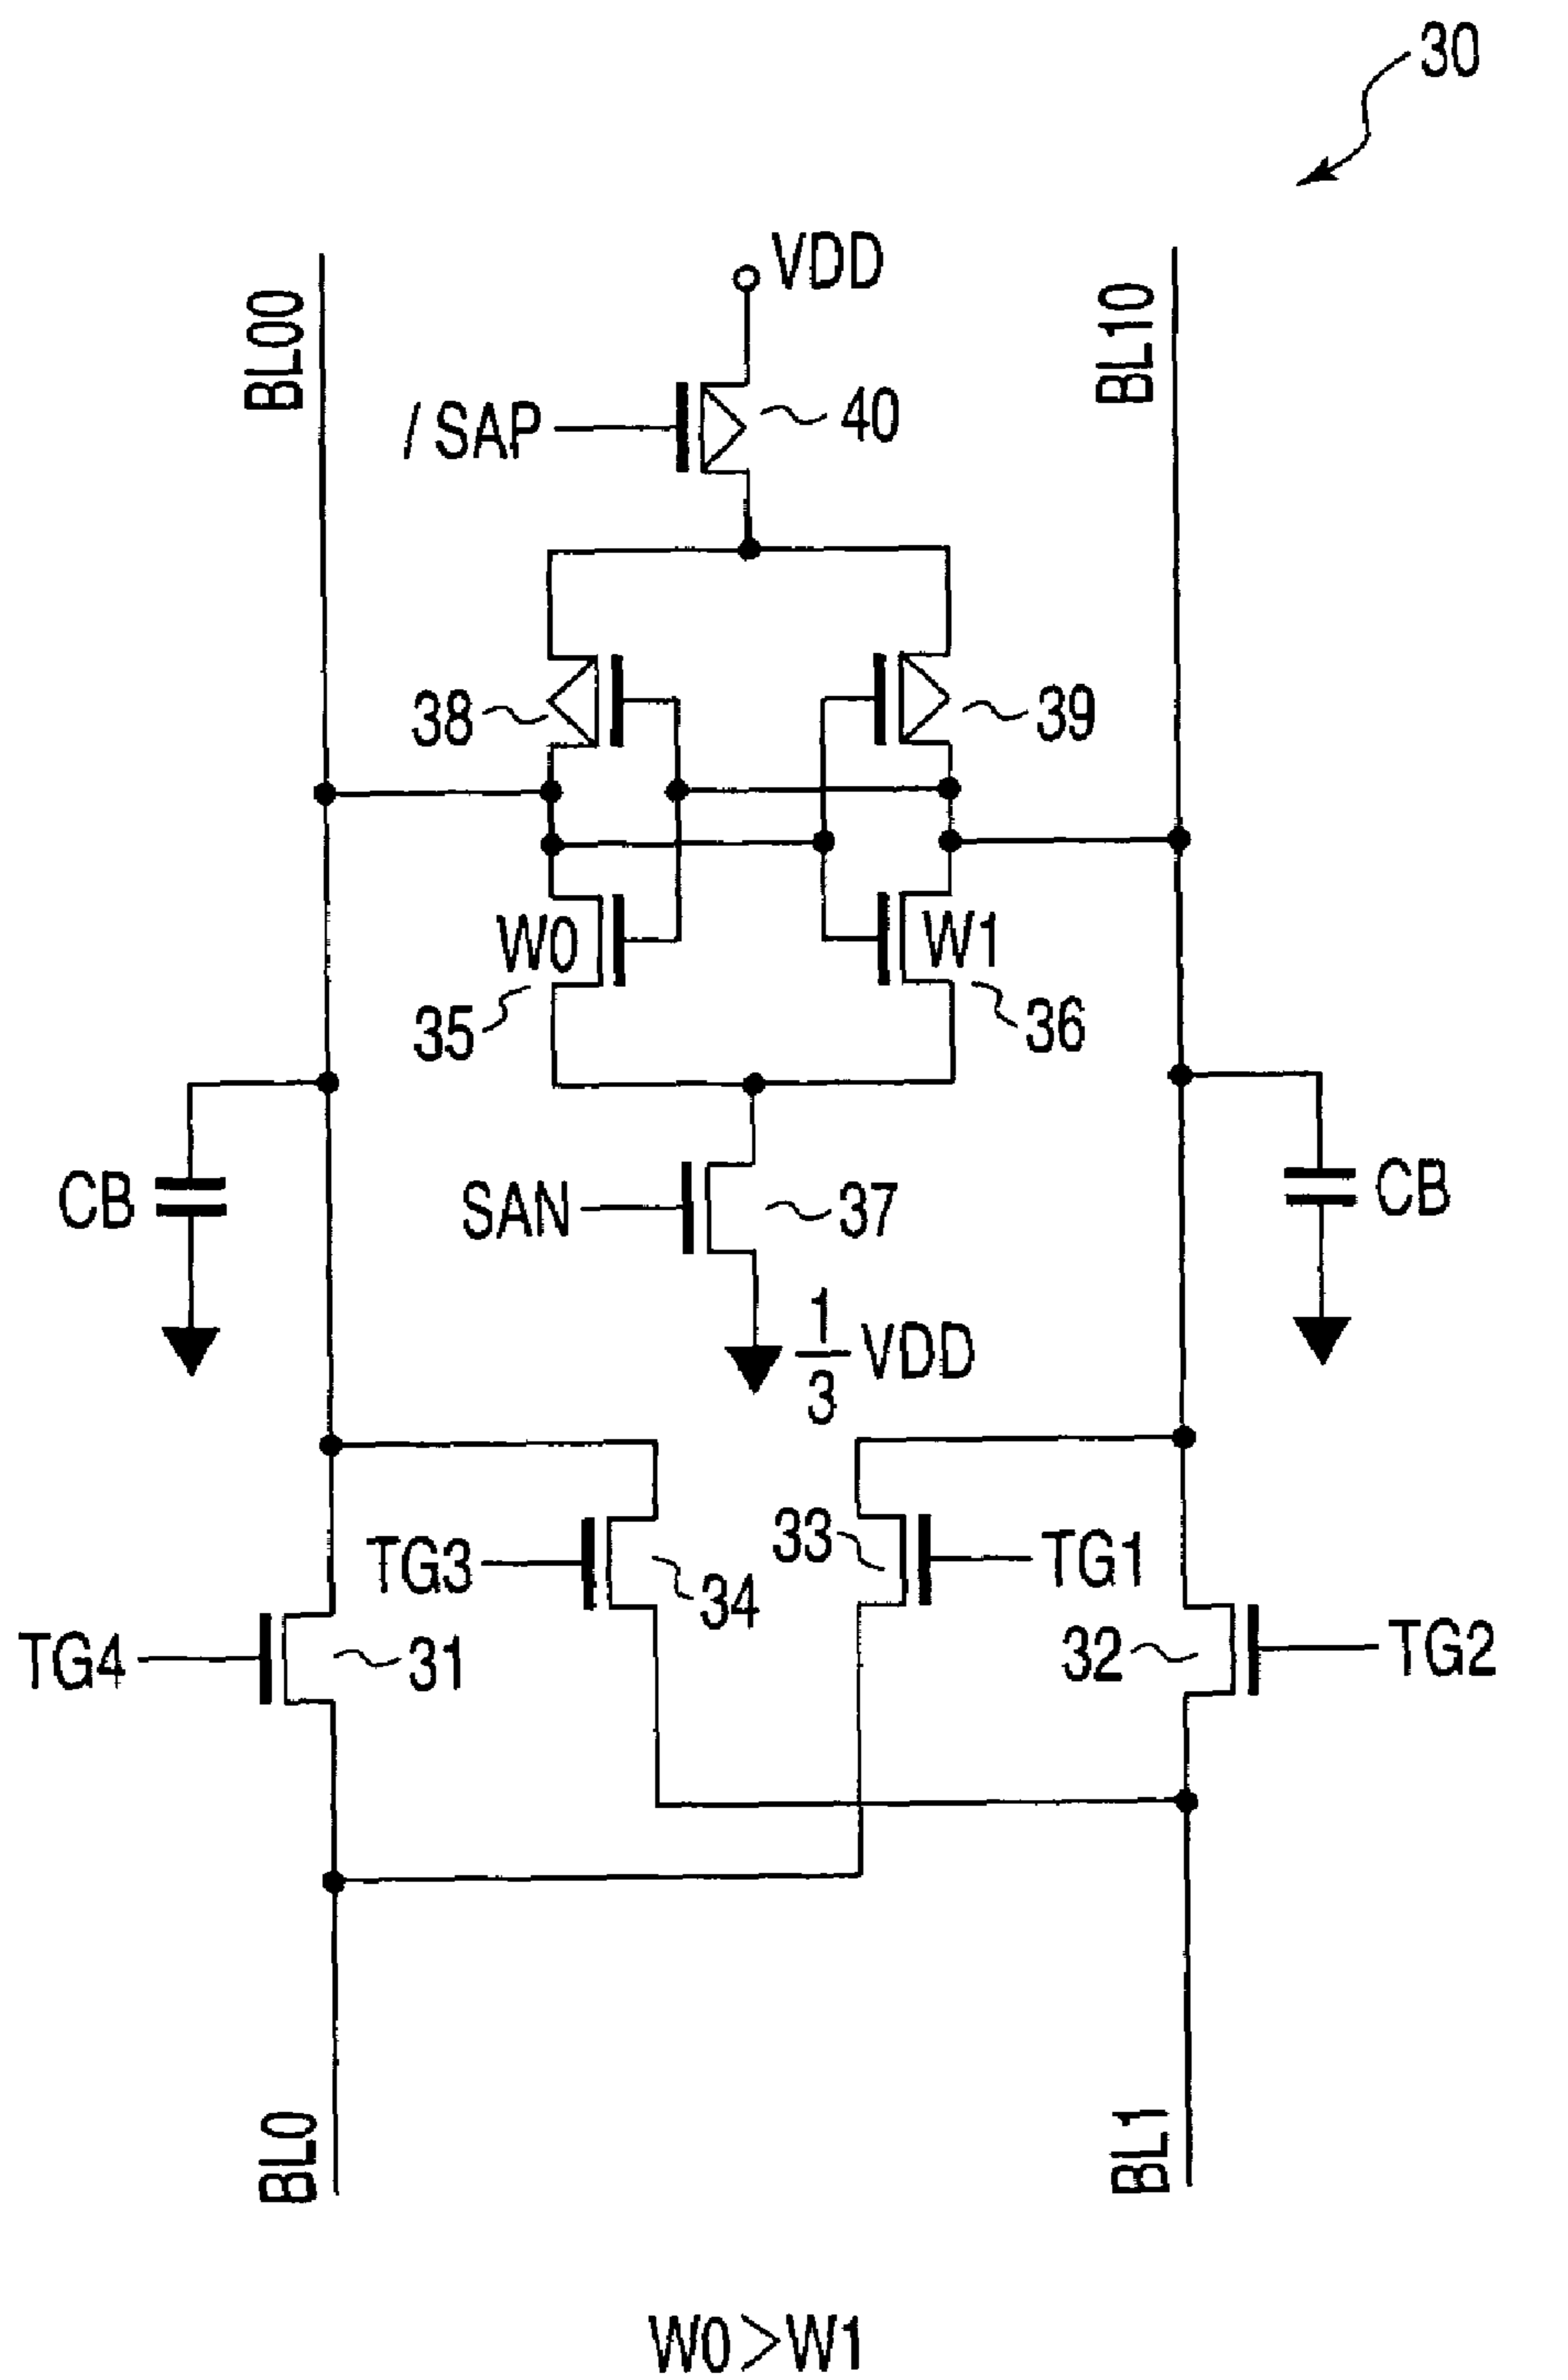 30
VDD
BL00
BL10
/SAP
40
38
39
W0
W1
35
36
CB
SAN
37
CB
1/3 VDD
TG3
34
33
TG1
TG4
31
32
TG2
BL0
BL1
W0>W1